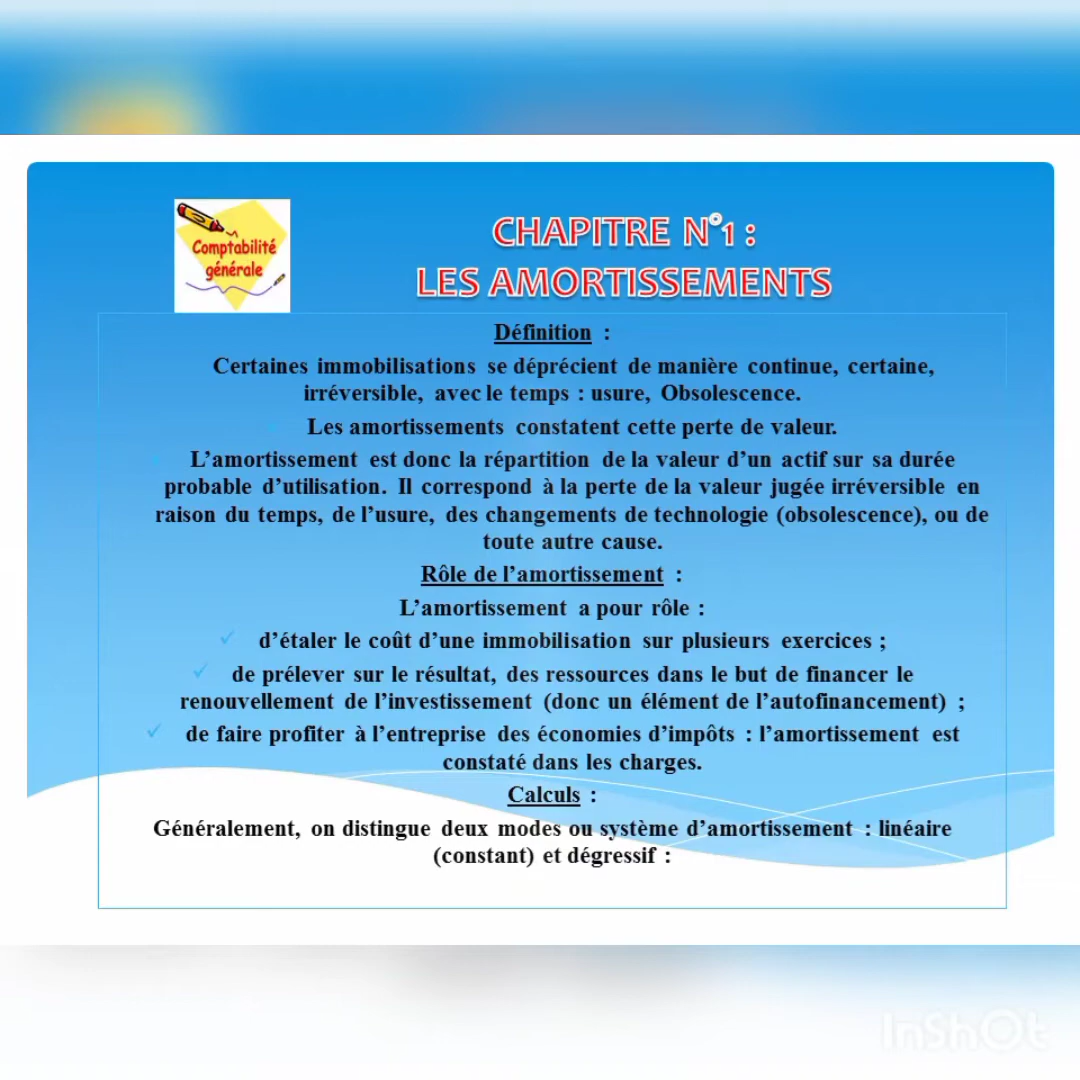 Comptabilité
générale
CHAPITRE N°1 :
LES AMORTISSEMENTS
Définition :
Certaines immobilisations se déprécient de manière continue, certaine,
irréversible, avec le temps : usure, Obsolescence.
Les amortissements constatent cette perte de valeur.
L’amortissement est donc la répartition de la valeur d’un actif sur sa durée
probable d’utilisation. Il correspond à la perte de la valeur jugée irréversible en
raison du temps, de l’usure, des changements de technologie (obsolescence), ou de
toute autre cause.
Rôle de l’amortissement :
L’amortissement a pour rôle :
✓ d’étaler le coût d’une immobilisation sur plusieurs exercices ;
✓ de prélever sur le résultat, des ressources dans le but de financer le
renouvellement de l’investissement (donc un élément de l’autofinancement) ;
✓ de faire profiter à l’entreprise des économies d’impôts : l’amortissement est
constaté dans les charges.
Calculs :
Généralement, on distingue deux modes ou système d’amortissement : linéaire
(constant) et dégressif :
InShOt